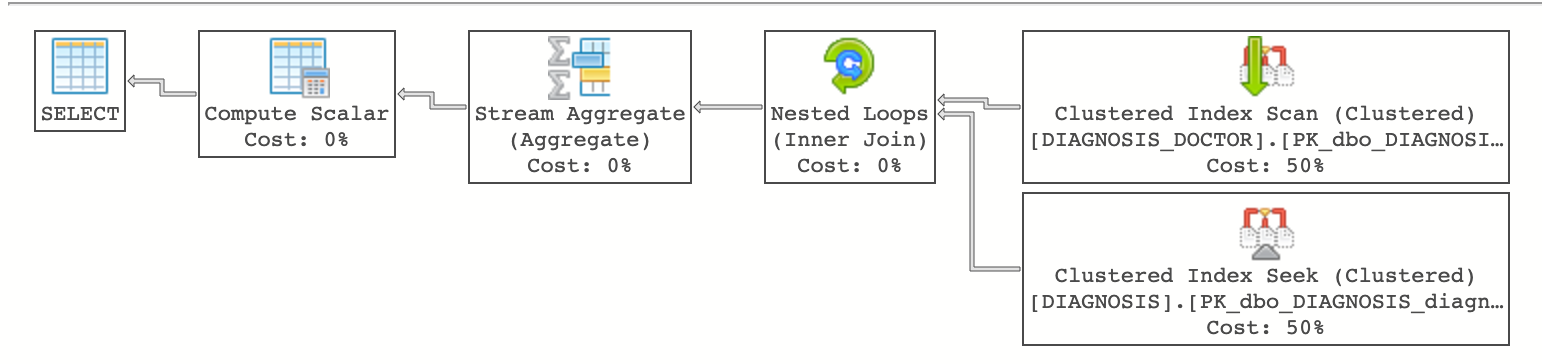 SELECT
Compute Scalar
Cost: 0%
Stream Aggregate
(Aggregate)
Cost: 0%
Nested Loops
(Inner Join)
Cost: 0%
Clustered Index Scan (Clustered)
[DIAGNOSIS_DOCTOR].[PK_dbo_DIAGNOSI…
Cost: 50%
Clustered Index Seek (Clustered)
[DIAGNOSIS].[PK_dbo_DIAGNOSIS_diagn…
Cost: 50%